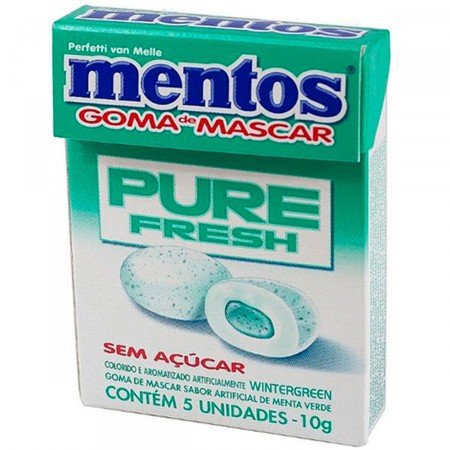 Perfetti van Melle
mentos®
GOMA de MASCAR
PURE
FRESH
SEM AÇÚCAR
COLORIDO E AROMATIZADO ARTIFICIALMENTE WINTERGREEN
GOMA DE MASCAR SABOR ARTIFICIAL DE MENTA VERDE
CONTÉM 5 UNIDADES - 10g